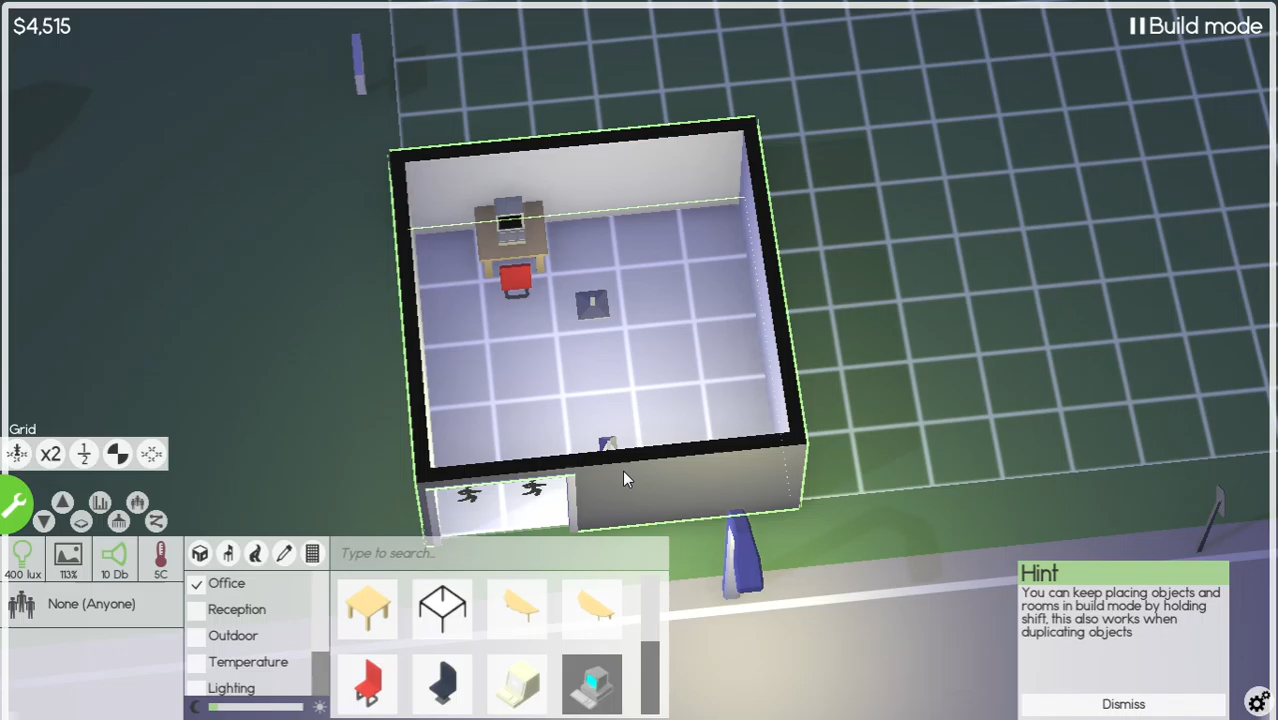 $4,515
Build mode
Grid
x2
1/2
400 lux
113%
10 Db
5C
None (Anyone)
Type to search..
Office
Reception
Outdoor
Temperature
Lighting
Hint
You can keep placing objects and
rooms in build mode by holding
shift, this also works when
duplicating objects
Dismiss